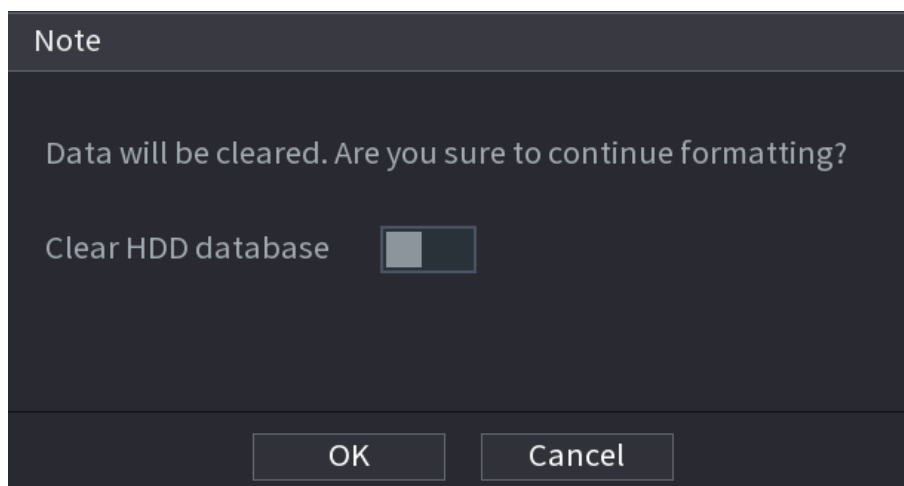 Note
Data will be cleared. Are you sure to continue formatting?
Clear HDD database
OK
Cancel